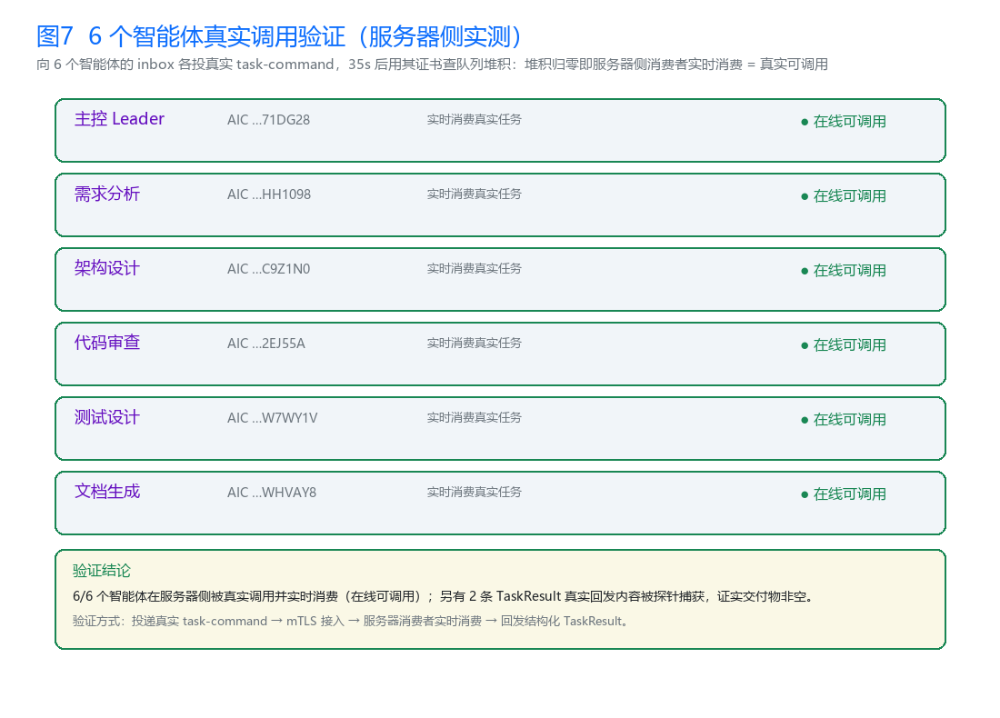 图7 6 个智能体真实调用验证（服务器侧实测）
向 6 个智能体的 inbox 各投真实 task-command，35s 后用其证书查队列堆积：堆积归零即服务器侧消费者实时消费 = 真实可调用
主控 Leader AIC ...71DG28 实时消费真实任务 ● 在线可调用
需求分析 AIC ...HH1098 实时消费真实任务 ● 在线可调用
架构设计 AIC ...C9Z1N0 实时消费真实任务 ● 在线可调用
代码审查 AIC ...2EJ55A 实时消费真实任务 ● 在线可调用
测试设计 AIC ...W7WY1V 实时消费真实任务 ● 在线可调用
文档生成 AIC ...WHVAY8 实时消费真实任务 ● 在线可调用
验证结论
6/6 个智能体在服务器侧被真实调用并实时消费（在线可调用）；另有 2 条 TaskResult 真实回发内容被探针捕获，证实交付物非空。
验证方式：投递真实 task-command → mTLS 接入 → 服务器消费者实时消费 → 回发结构化 TaskResult。